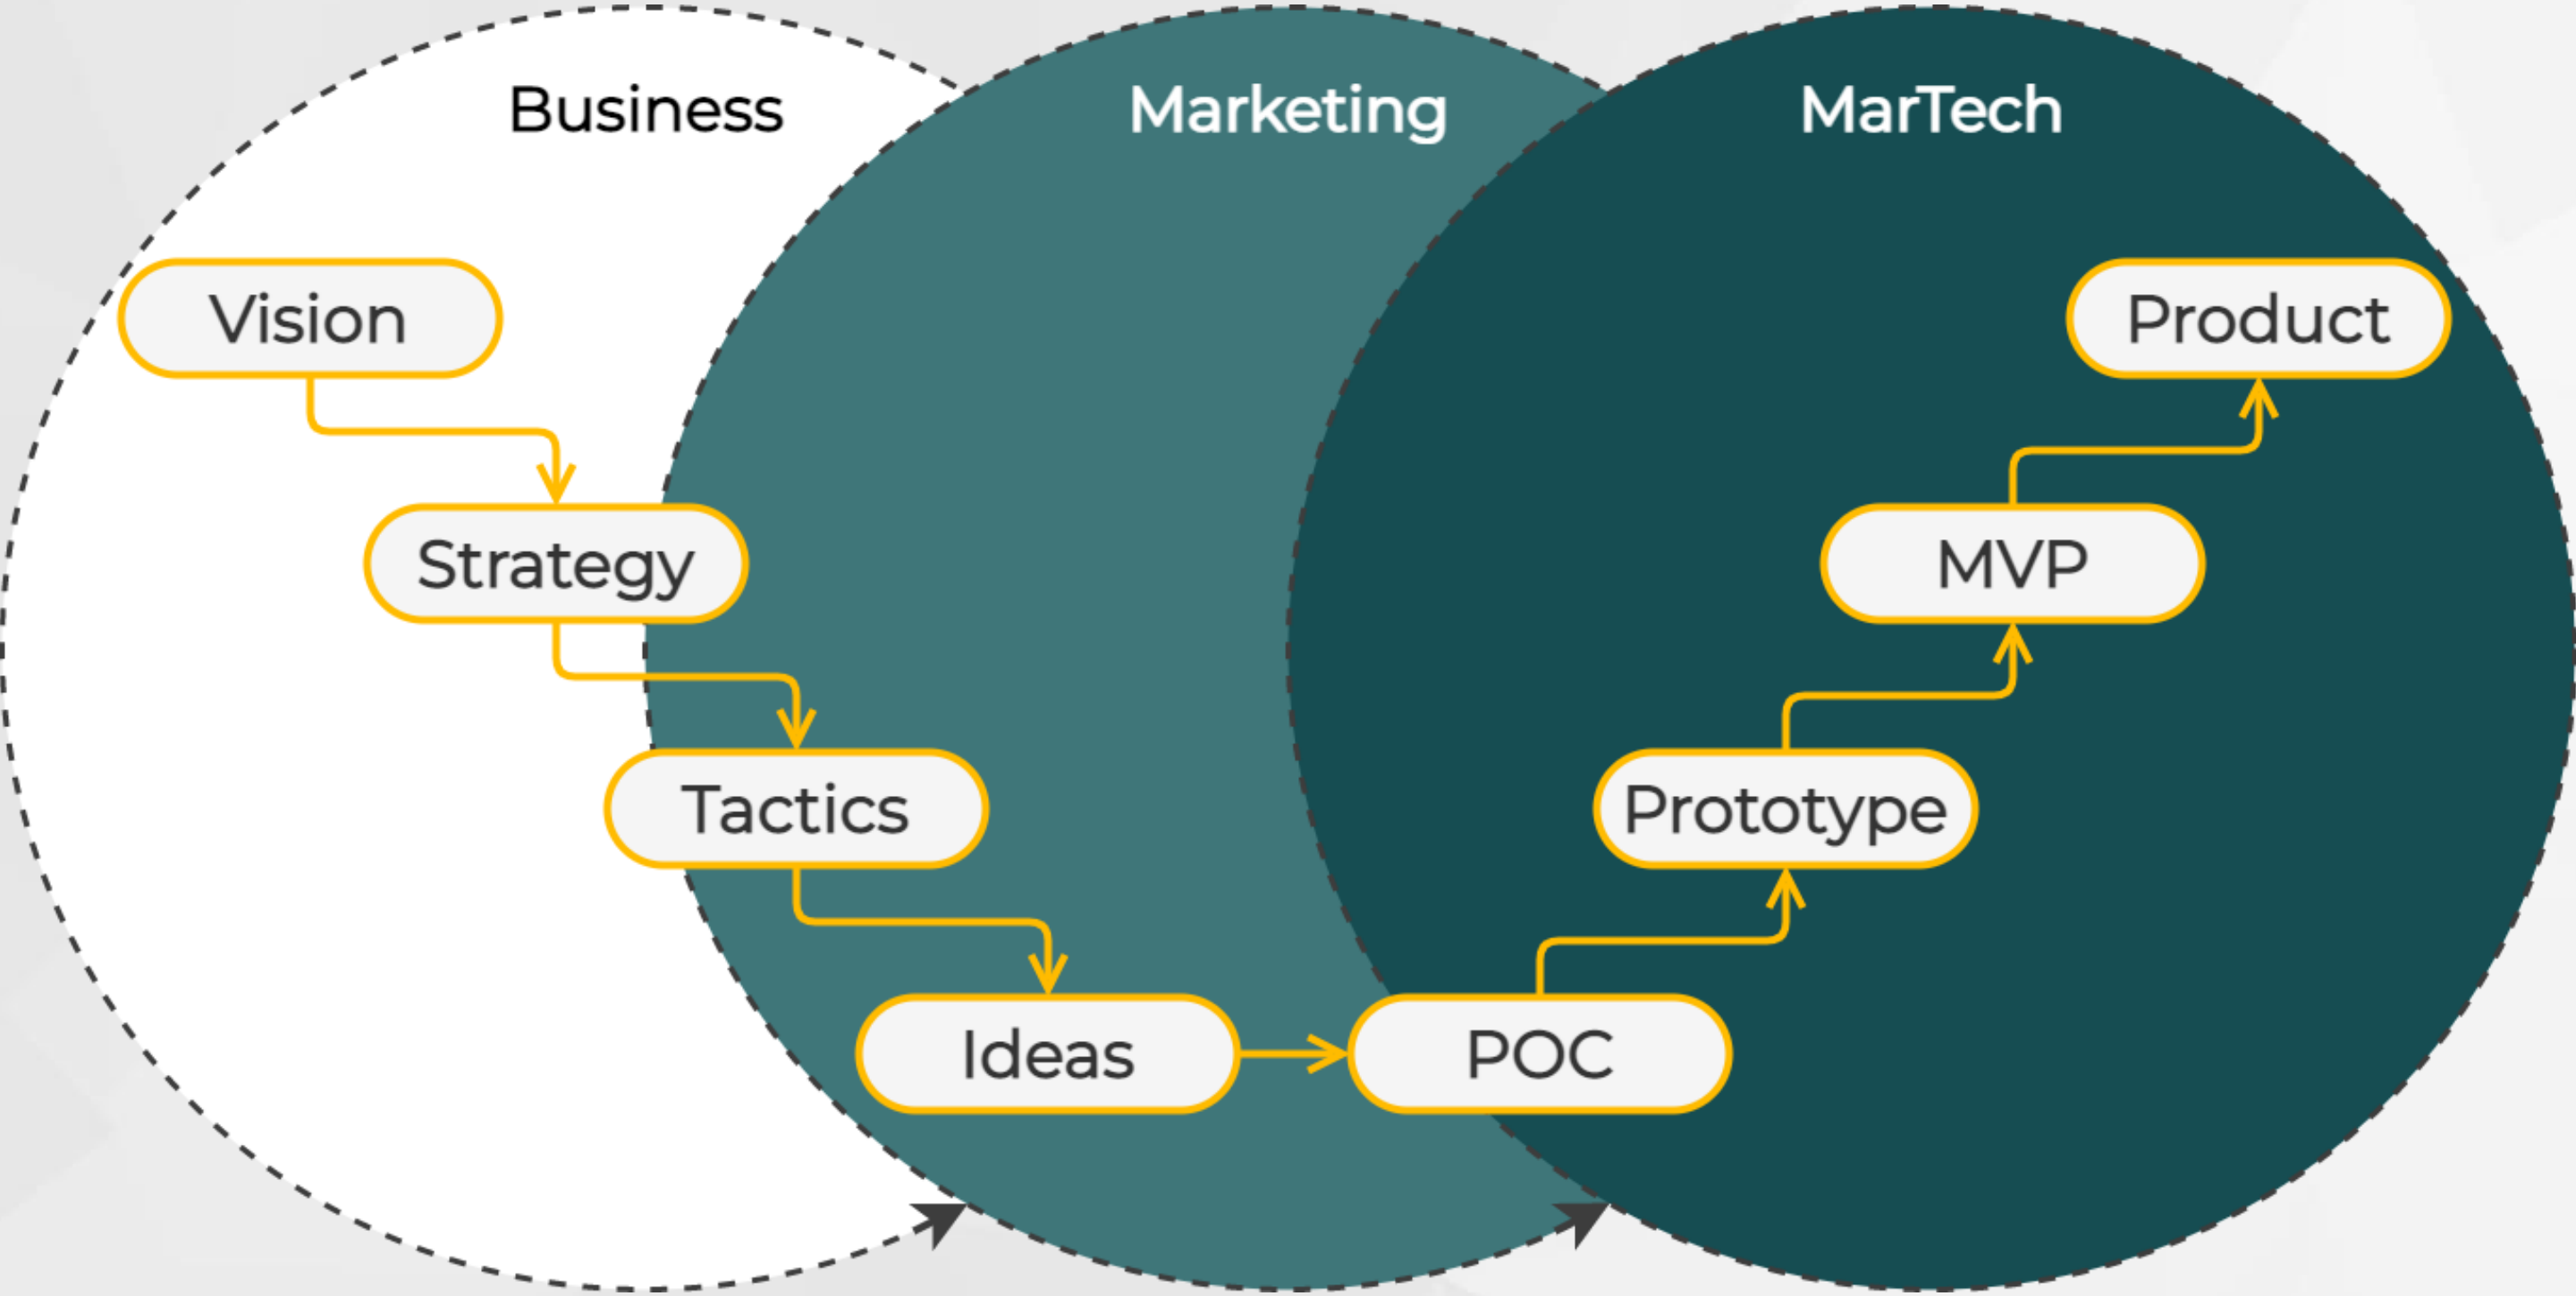 Business
Marketing
MarTech
Vision
Product
Strategy
MVP
Tactics
Prototype
Ideas
POC